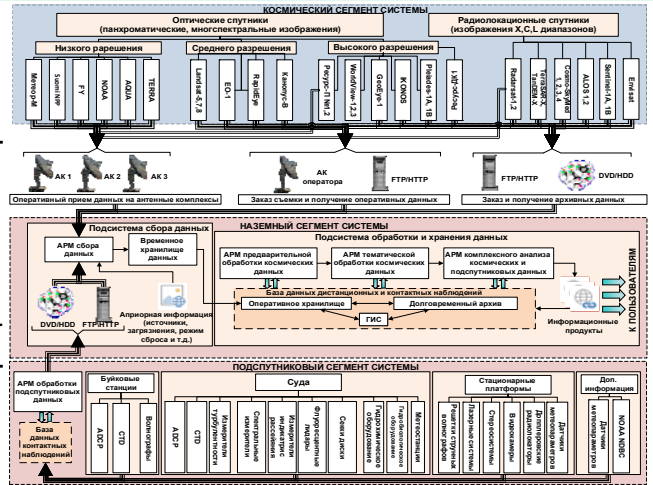 КОСМИЧЕСКИЙ СЕГМЕНТ СИСТЕМЫ
Оптические спутники
(панхроматические, многспектральные изображения)
Радиолокационные спутники
(изображения X,C,L диапазонов)
Низкого рарешения
Среднего разрешения
Высокого разрешения
Метеор-М
Suomi NPP
FY
NOAA
AQUA
TERRA
Landsat-5,7,8
EO-1
RapidEye
Канопус-В
Ресурс-П №1,2
WorldView-1,2,3
GeoEye-1
IKONOS
Pleiades-1A, 1B
Ресурс-ДК1
Radarsat-1,2
TerraSAR-X,
TanDEM-X
Cosmo-SkyMed
1, 2, 3, 4
ALOS 1,2
Sentinel-1A, 1B
Envisat
АК 1
АК 2
АК 3
АК
оператора
FTP/HTTP
FTP/HTTP
DVD/HDD
Оперативный прием данных на антенные комплексы
Заказ съемки и получение оперативных данных
Заказ и получение архивных данных
НАЗЕМНЫЙ СЕГМЕНТ СИСТЕМЫ
Подсистема сбора данных
АРМ сбора
данных
Временное
хранилище
данных
DVD/HDD
FTP/HTTP
Априорная информация
(источники,
загрязнения, режим
сброса и т.д.)
Подсистема обработки и хранения данных
АРМ предварительной
обработки космических
данных
АРМ тематической
обработки космических
данных
АРМ комплексного анализа
космических и
подспутниковых данных
База данных дистанционных и контактных наблюдений
Оперативное хранилище
Долговременный архив
ГИС
Информационные
продукты
К ПОЛЬЗОВАТЕЛЯМ
ПОДСПУТНИКОВЫЙ СЕГМЕНТ СИСТЕМЫ
АРМ обработки
подспутниковых
данных
База
данных
контактных
наблюдений
Буйковые
станции
ADCP
CTD
Волнографы
Суда
ADCP
CTD
Измерители
турбулентности
Спектральные
измерители
Измерители
индикатрис
рассеяния
Флуоресцентные
лидары
Секки диски
Гидрохимическое
оборудование
Гидробиологическое
оборудование
Метеостанции
Стационарные
платформы
Решетки струнных
волнографов
Лазерные системы
Стереосистемы
Видеокамеры
Допплеровские
радиолокаторы
Датчики
метеопараметров
Доп.
информация
Датчики
метеопараметров
NOAA NDBC